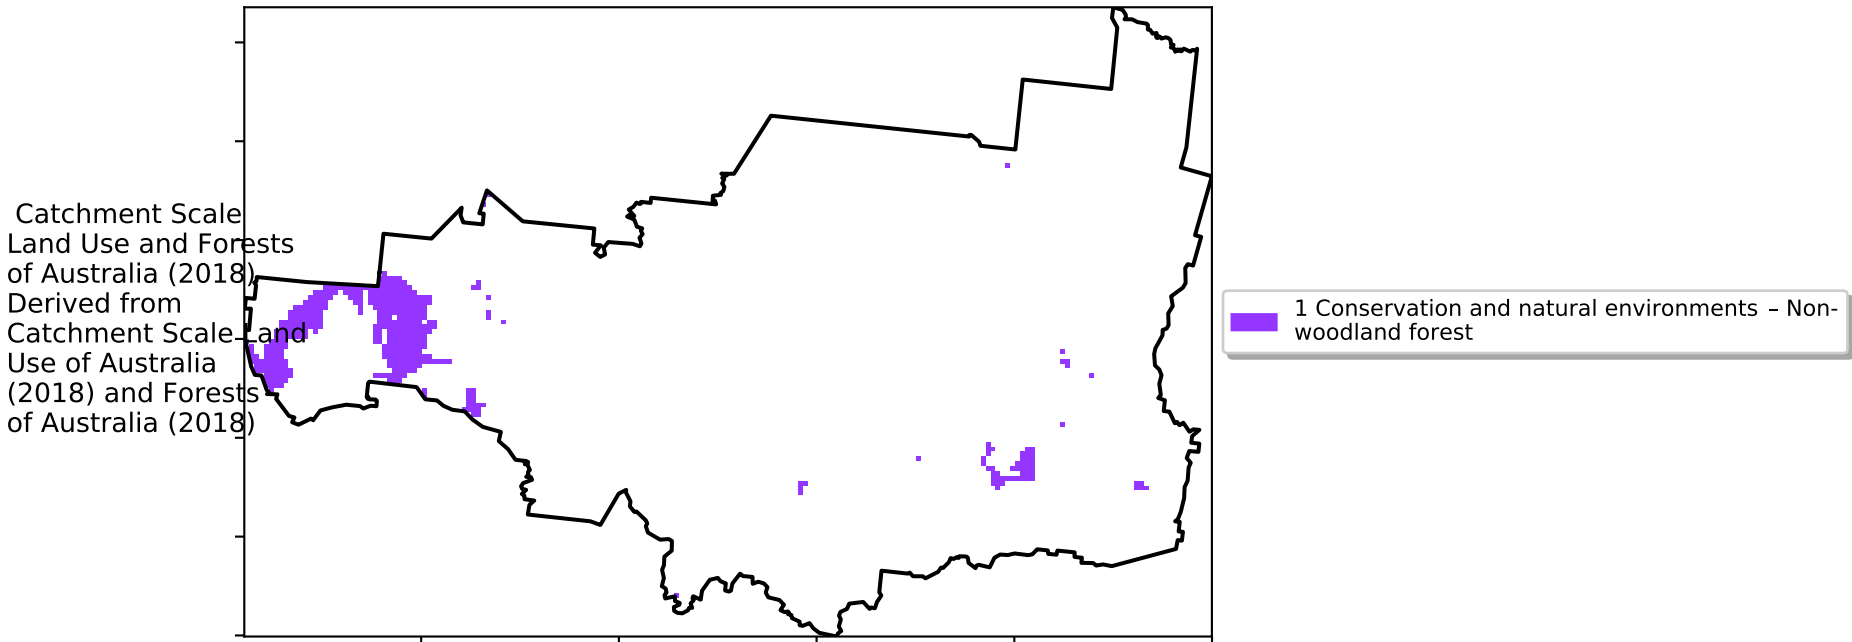 Catchment Scale
Land Use and Forests
of Australia (2018)
Derived from
Catchment Scale Land
Use of Australia
(2018) and Forests
of Australia (2018)
1 Conservation and natural environments – Non-
woodland forest